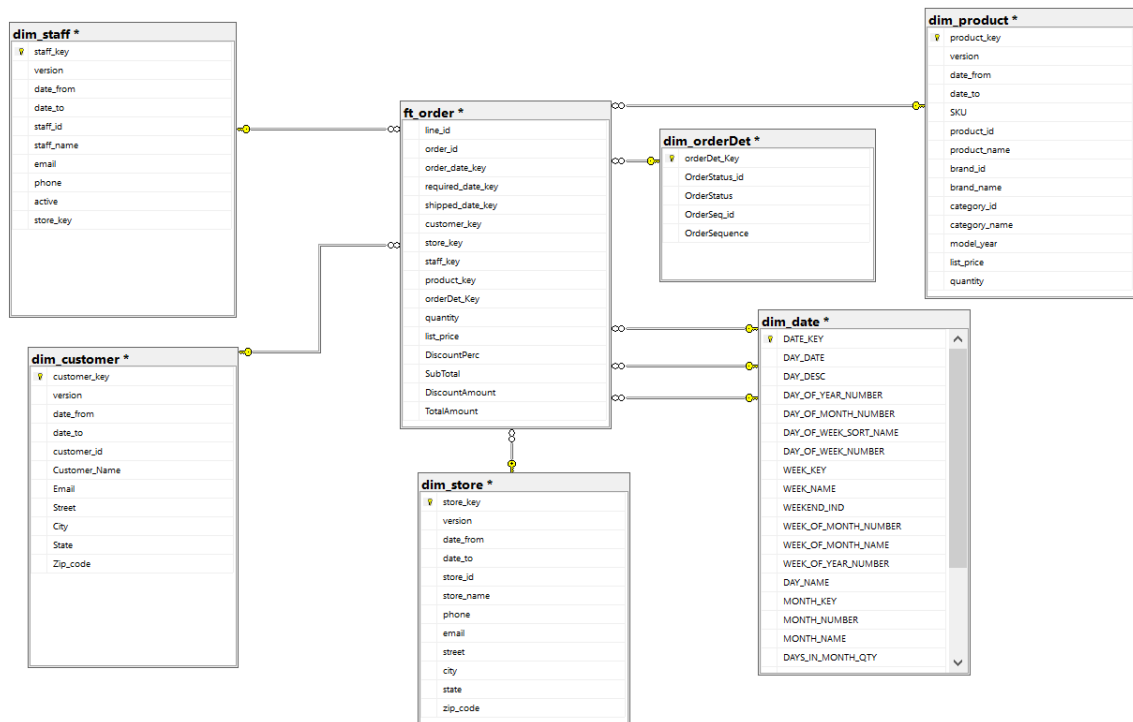 dim_staff *
staff_key
version
date_from
date_to
staff_id
staff_name
email
phone
active
store_key
ft_order *
line_id
order_id
order_date_key
required_date_key
shipped_date_key
customer_key
store_key
staff_key
product_key
orderDet_Key
quantity
list_price
DiscountPerc
SubTotal
DiscountAmount
TotalAmount
dim_product *
product_key
version
date_from
date_to
SKU
product_id
product_name
brand_id
brand_name
category_id
category_name
model_year
list_price
quantity
dim_orderDet *
orderDet_Key
OrderStatus_id
OrderStatus
OrderSeq_id
OrderSequence
dim_customer *
customer_key
version
date_from
date_to
customer_id
Customer_Name
Email
Street
City
State
Zip_code
dim_store *
store_key
version
date_from
date_to
store_id
store_name
phone
email
street
city
state
zip_code
dim_date *
DATE_KEY
DAY_DATE
DAY_DESC
DAY_OF_YEAR_NUMBER
DAY_OF_MONTH_NUMBER
DAY_OF_WEEK_SORT_NAME
DAY_OF_WEEK_NUMBER
WEEK_KEY
WEEK_NAME
WEEKEND_IND
WEEK_OF_MONTH_NUMBER
WEEK_OF_MONTH_NAME
WEEK_OF_YEAR_NUMBER
DAY_NAME
MONTH_KEY
MONTH_NUMBER
MONTH_NAME
DAYS_IN_MONTH_QTY